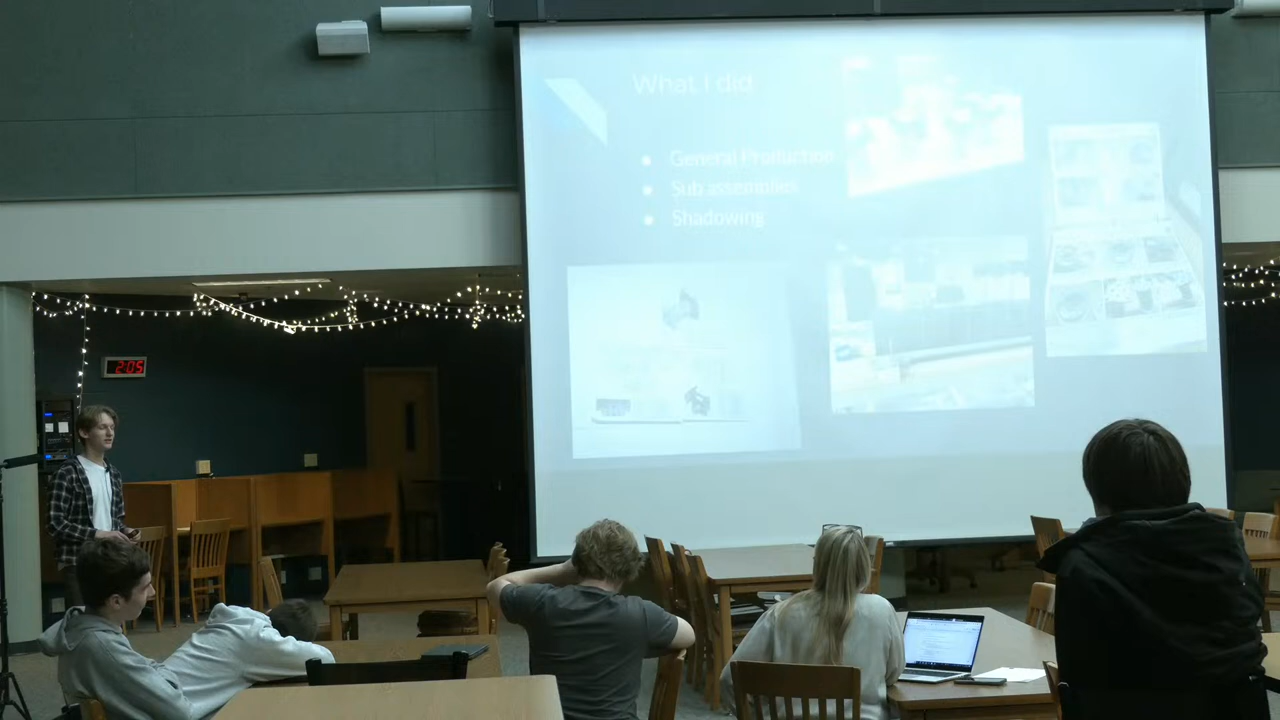 What I did
General Production
Sub assemblies
Shadowing
2:05